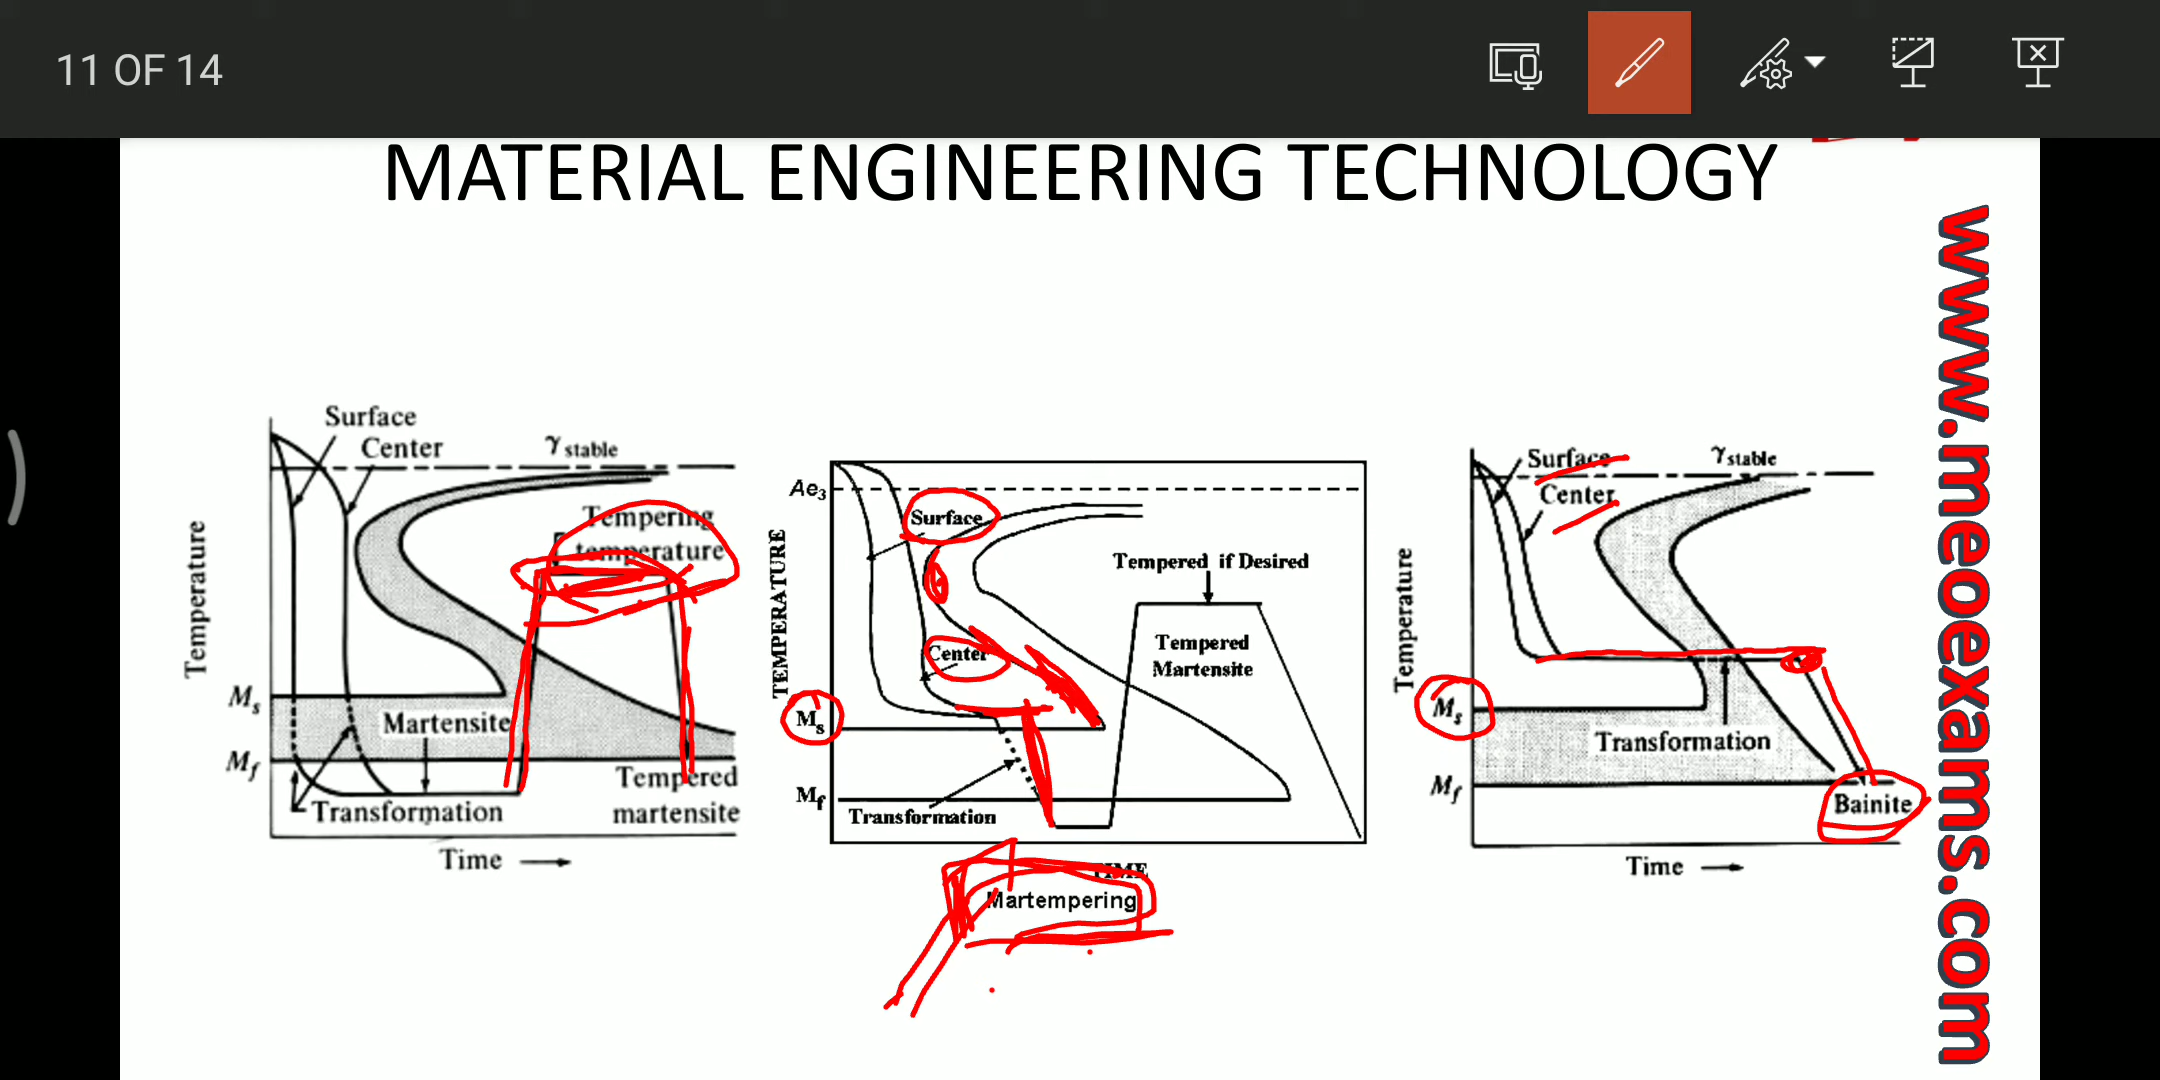 11 OF 14
MATERIAL ENGINEERING TECHNOLOGY
www.meoexams.com
Surface
Center
γ stable
Tempering
temperature
Temperature
Ms
Martensite
Mf
Transformation
Tempered
martensite
Time
Ae3
Surface
Tempered if Desired
TEMPERATURE
Center
Tempered
Martensite
Ms
Mf
Transformation
TIME
Martempering
Surface
γ stable
Center
Temperature
Ms
Transformation
Mf
Bainite
Time